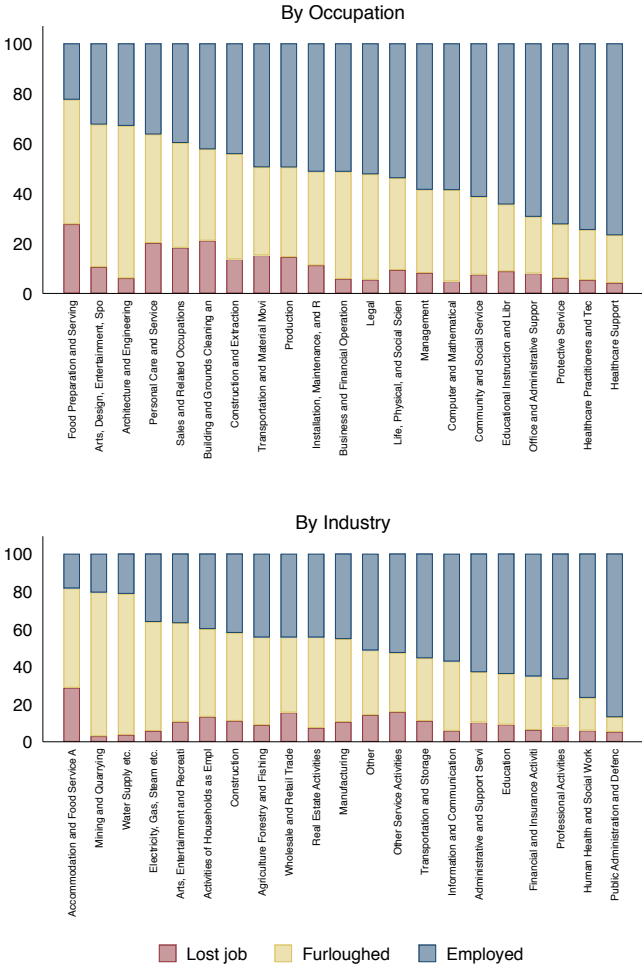 By Occupation
100
80
60
40
20
0
Food Preparation and Serving
Arts, Design, Entertainment, Spo
Architecture and Engineering
Personal Care and Service
Sales and Related Occupations
Building and Grounds Cleaning an
Construction and Extraction
Transportation and Material Movi
Production
Installation, Maintenance, and R
Business and Financial Operation
Legal
Life, Physical, and Social Scien
Management
Computer and Mathematical
Community and Social Service
Educational Instruction and Libr
Office and Administrative Suppor
Protective Service
Healthcare Practitioners and Tec
Healthcare Support
By Industry
100
80
60
40
20
0
Accommodation and Food Service A
Mining and Quarrying
Water Supply etc.
Electricity, Gas, Steam etc.
Arts, Entertainment and Recreati
Activities of Households as Empl
Construction
Agriculture Forestry and Fishing
Wholesale and Retail Trade
Real Estate Activities
Manufacturing
Other
Other Service Activities
Transportation and Storage
Information and Communication
Administrative and Support Servi
Education
Financial and Insurance Activiti
Professional Activities
Human Health and Social Work
Public Administration and Defenc
Lost job Furloughed Employed